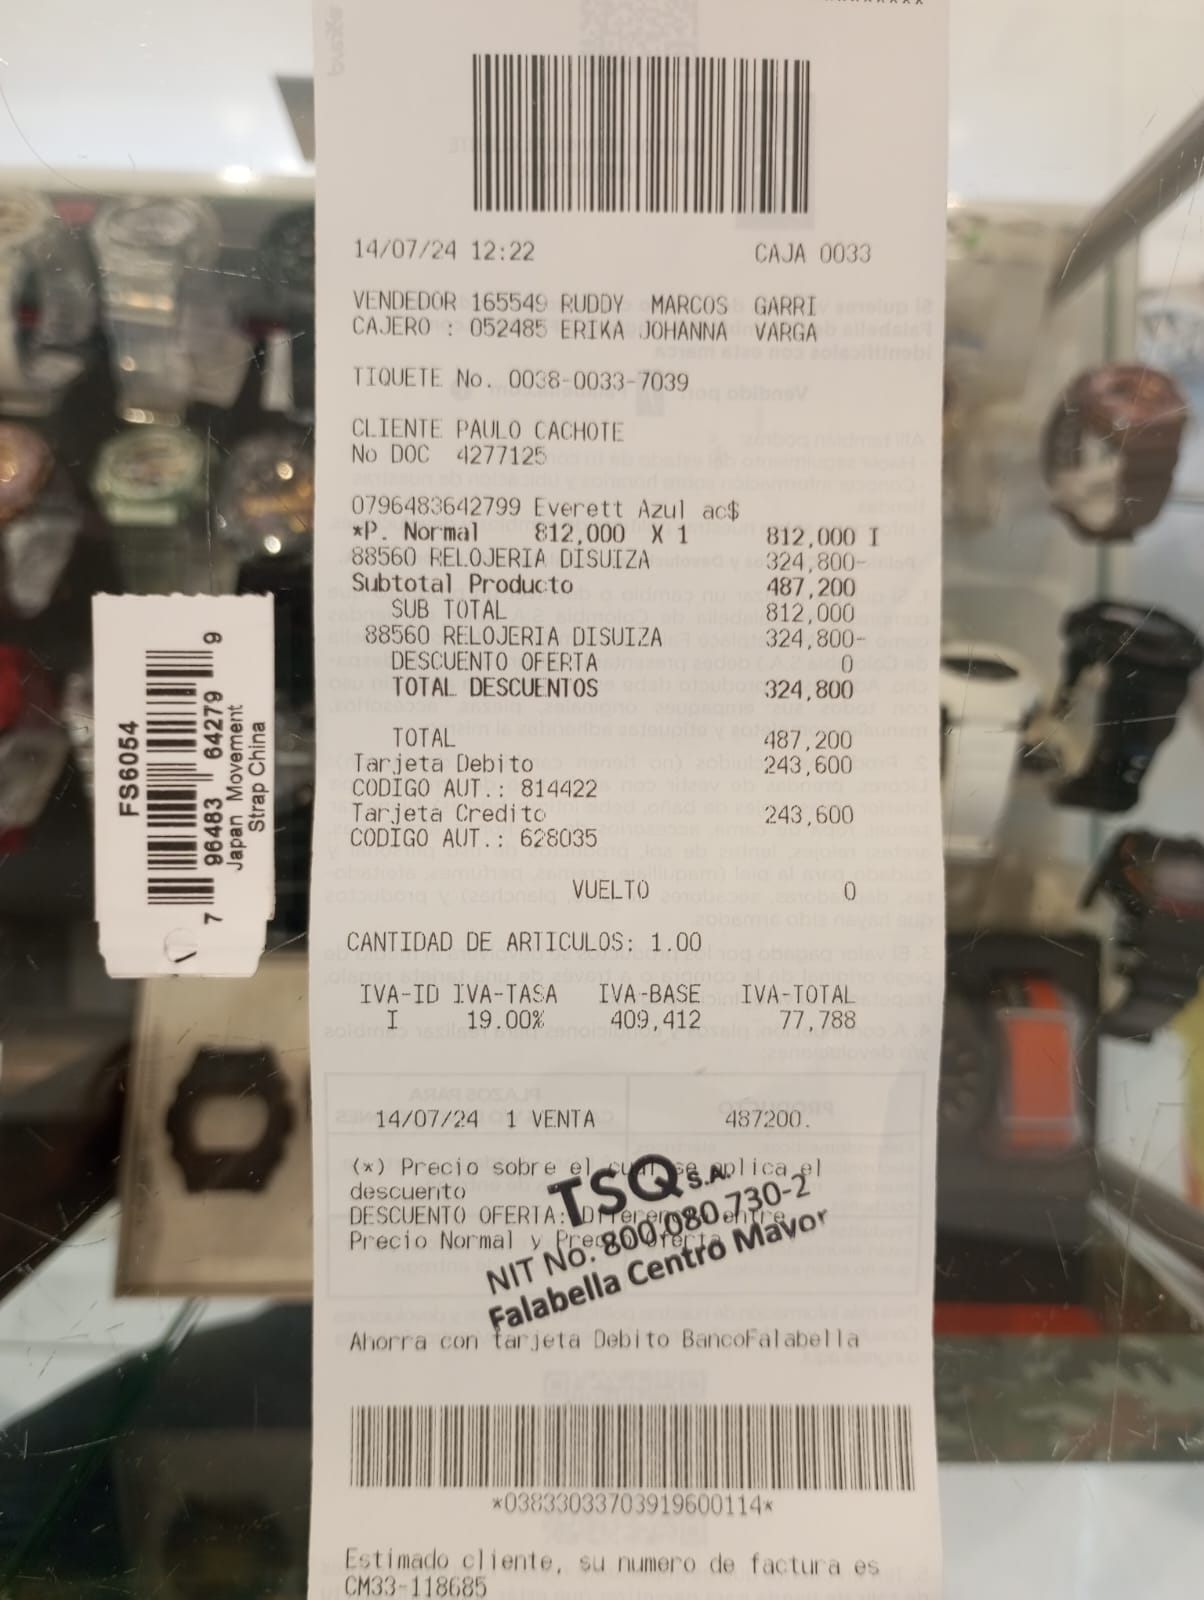 14/07/24 12:22 CAJA 0033
VENDEDOR 165549 RUDDY MARCOS GARRI
CAJERO : 052485 ERIKA JOHANNA VARGA
TIQUETE No. 0038-0033-7039
CLIENTE PAULO CACHOTE
No DOC 4277125
0796483642799 Everett Azul ac$
*P. Normal 812,000 X 1 812,000 I
88560 RELOJERIA DISUIZA 324,800-
Subtotal Producto 487,200
SUB TOTAL 812,000
88560 RELOJERIA DISUIZA 324,800-
DESCUENTO OFERTA 0
TOTAL DESCUENTOS 324,800
TOTAL 487,200
Tarjeta Debito 243,600
CODIGO AUT.: 814422
Tarjeta Credito 243,600
CODIGO AUT.: 628035
VUELTO 0
CANTIDAD DE ARTICULOS: 1.00
IVA-ID IVA-TASA IVA-BASE IVA-TOTAL
I 19,00% 409,412 77,788
14/07/24 1 VENTA 487200.
(*) Precio sobre el cual se aplica el
descuento
DESCUENTO OFERTA: Diferencia entre
Precio Normal y Precio Oferta
TSQ S.A.
NIT No. 800.080.730-2
Falabella Centro Mayor
Ahorra con tarjeta Debito BancoFalabella
*03833033703919600114*
Estimado cliente, su numero de factura es
CM33-118685
FS6054
7 96483 64279 9
Japan Movement
Strap China